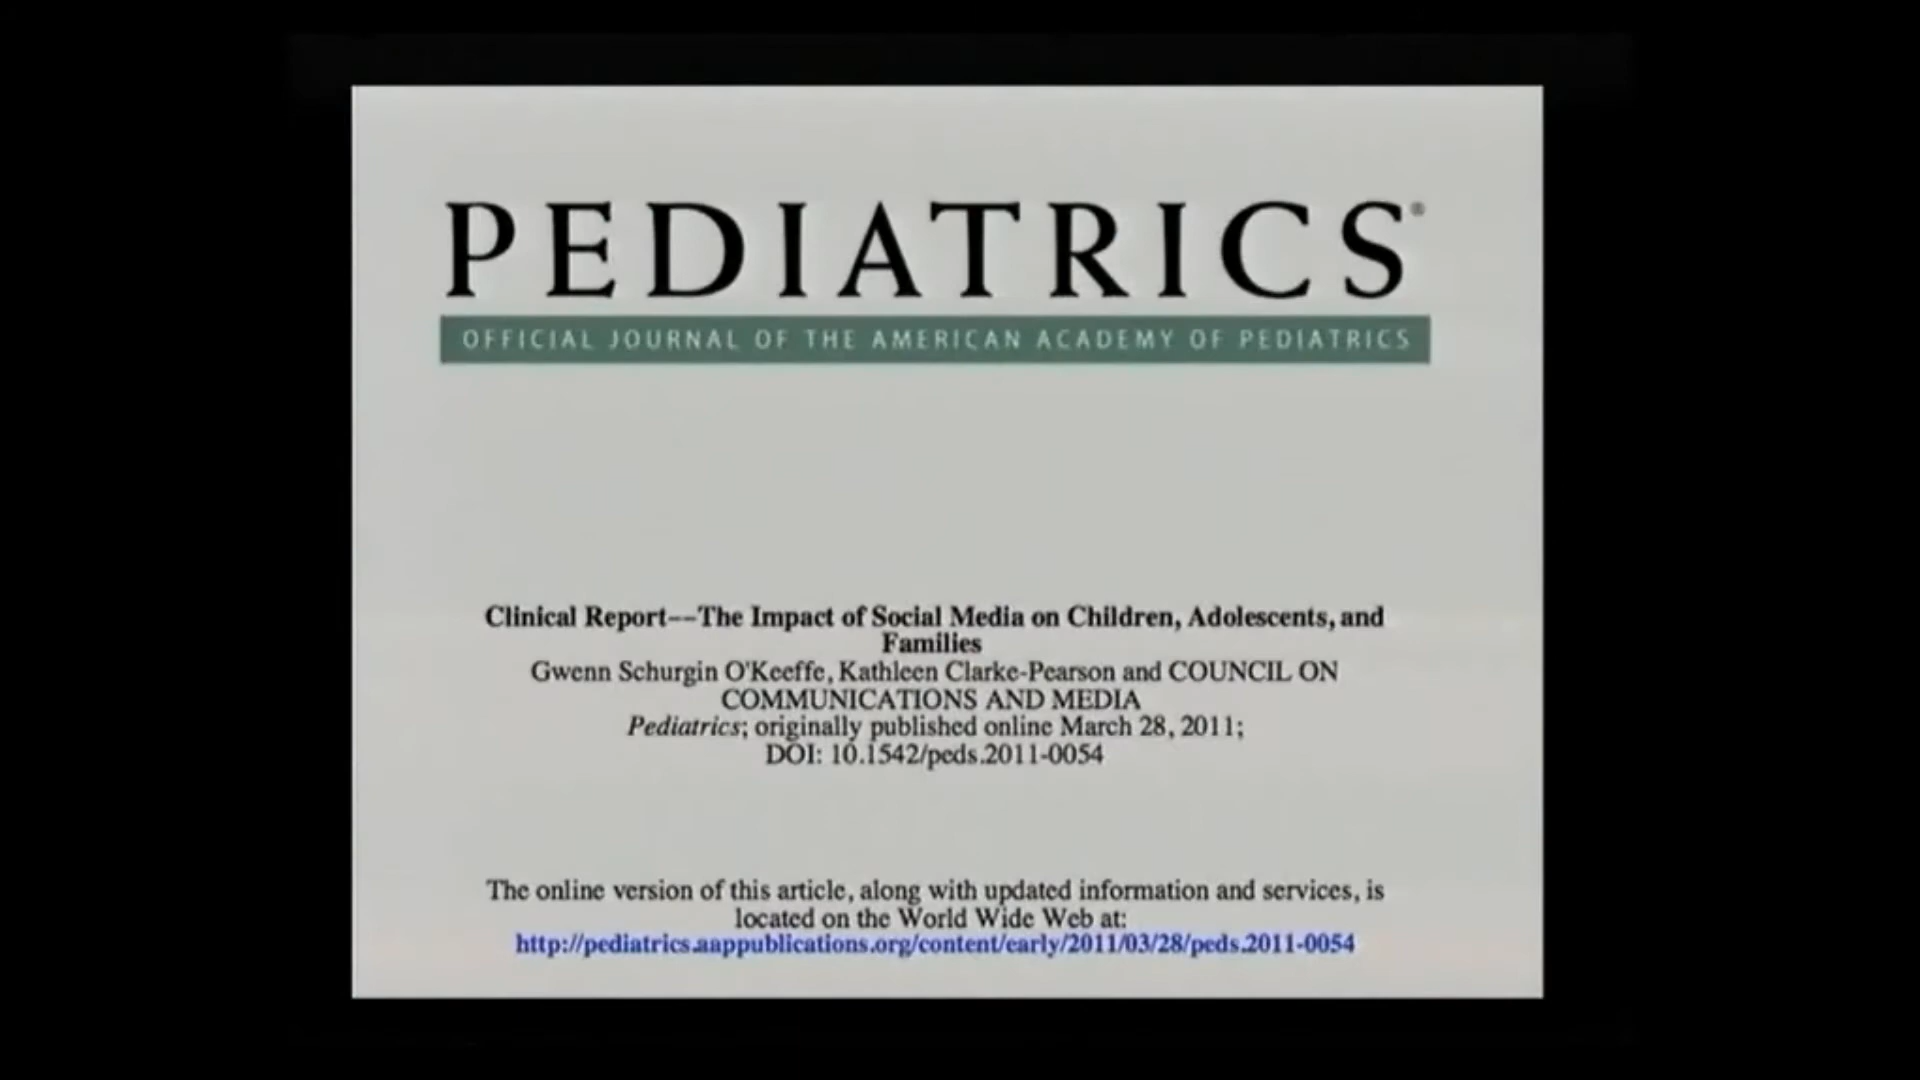 PEDIATRICS®
OFFICIAL JOURNAL OF THE AMERICAN ACADEMY OF PEDIATRICS
Clinical Report--The Impact of Social Media on Children, Adolescents, and
Families
Gwenn Schurgin O'Keeffe, Kathleen Clarke-Pearson and COUNCIL ON
COMMUNICATIONS AND MEDIA
Pediatrics; originally published online March 28, 2011;
DOI: 10.1542/peds.2011-0054
The online version of this article, along with updated information and services, is
located on the World Wide Web at:
http://pediatrics.aappublications.org/content/early/2011/03/28/peds.2011-0054